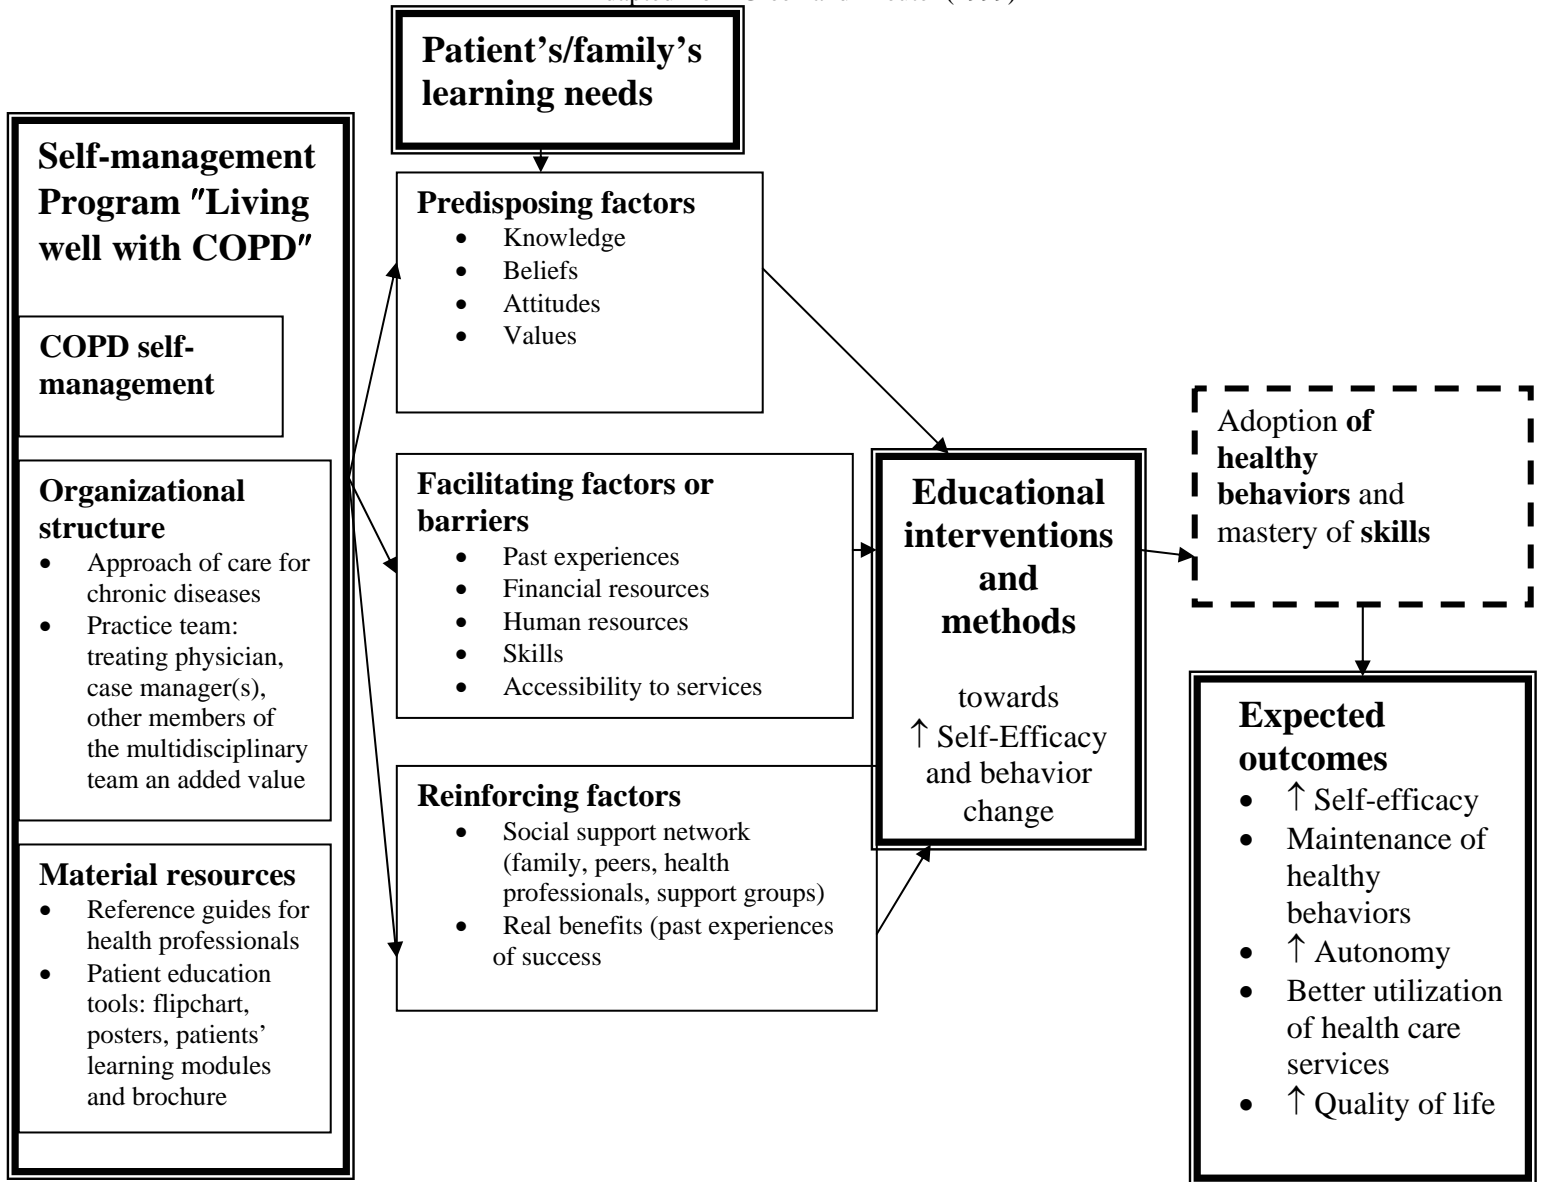 Patient’s/family’s
learning needs
Self-management
Program "Living
well with COPD"
COPD self-
management
Organizational
structure
• Approach of care for
chronic diseases
• Practice team:
treating physician,
case manager(s),
other members of
the multidisciplinary
team an added value
Material resources
• Reference guides for
health professionals
• Patient education
tools: flipchart,
posters, patients’
learning modules
and brochure
Predisposing factors
• Knowledge
• Beliefs
• Attitudes
• Values
Facilitating factors or
barriers
• Past experiences
• Financial resources
• Human resources
• Skills
• Accessibility to services
Reinforcing factors
• Social support network
(family, peers, health
professionals, support groups)
• Real benefits (past experiences
of success
Educational
interventions
and
methods
towards
↑ Self-Efficacy
and behavior
change
Adoption of
healthy
behaviors and
mastery of skills
Expected
outcomes
• ↑ Self-efficacy
• Maintenance of
healthy
behaviors
• ↑ Autonomy
• Better utilization
of health care
services
• ↑ Quality of life